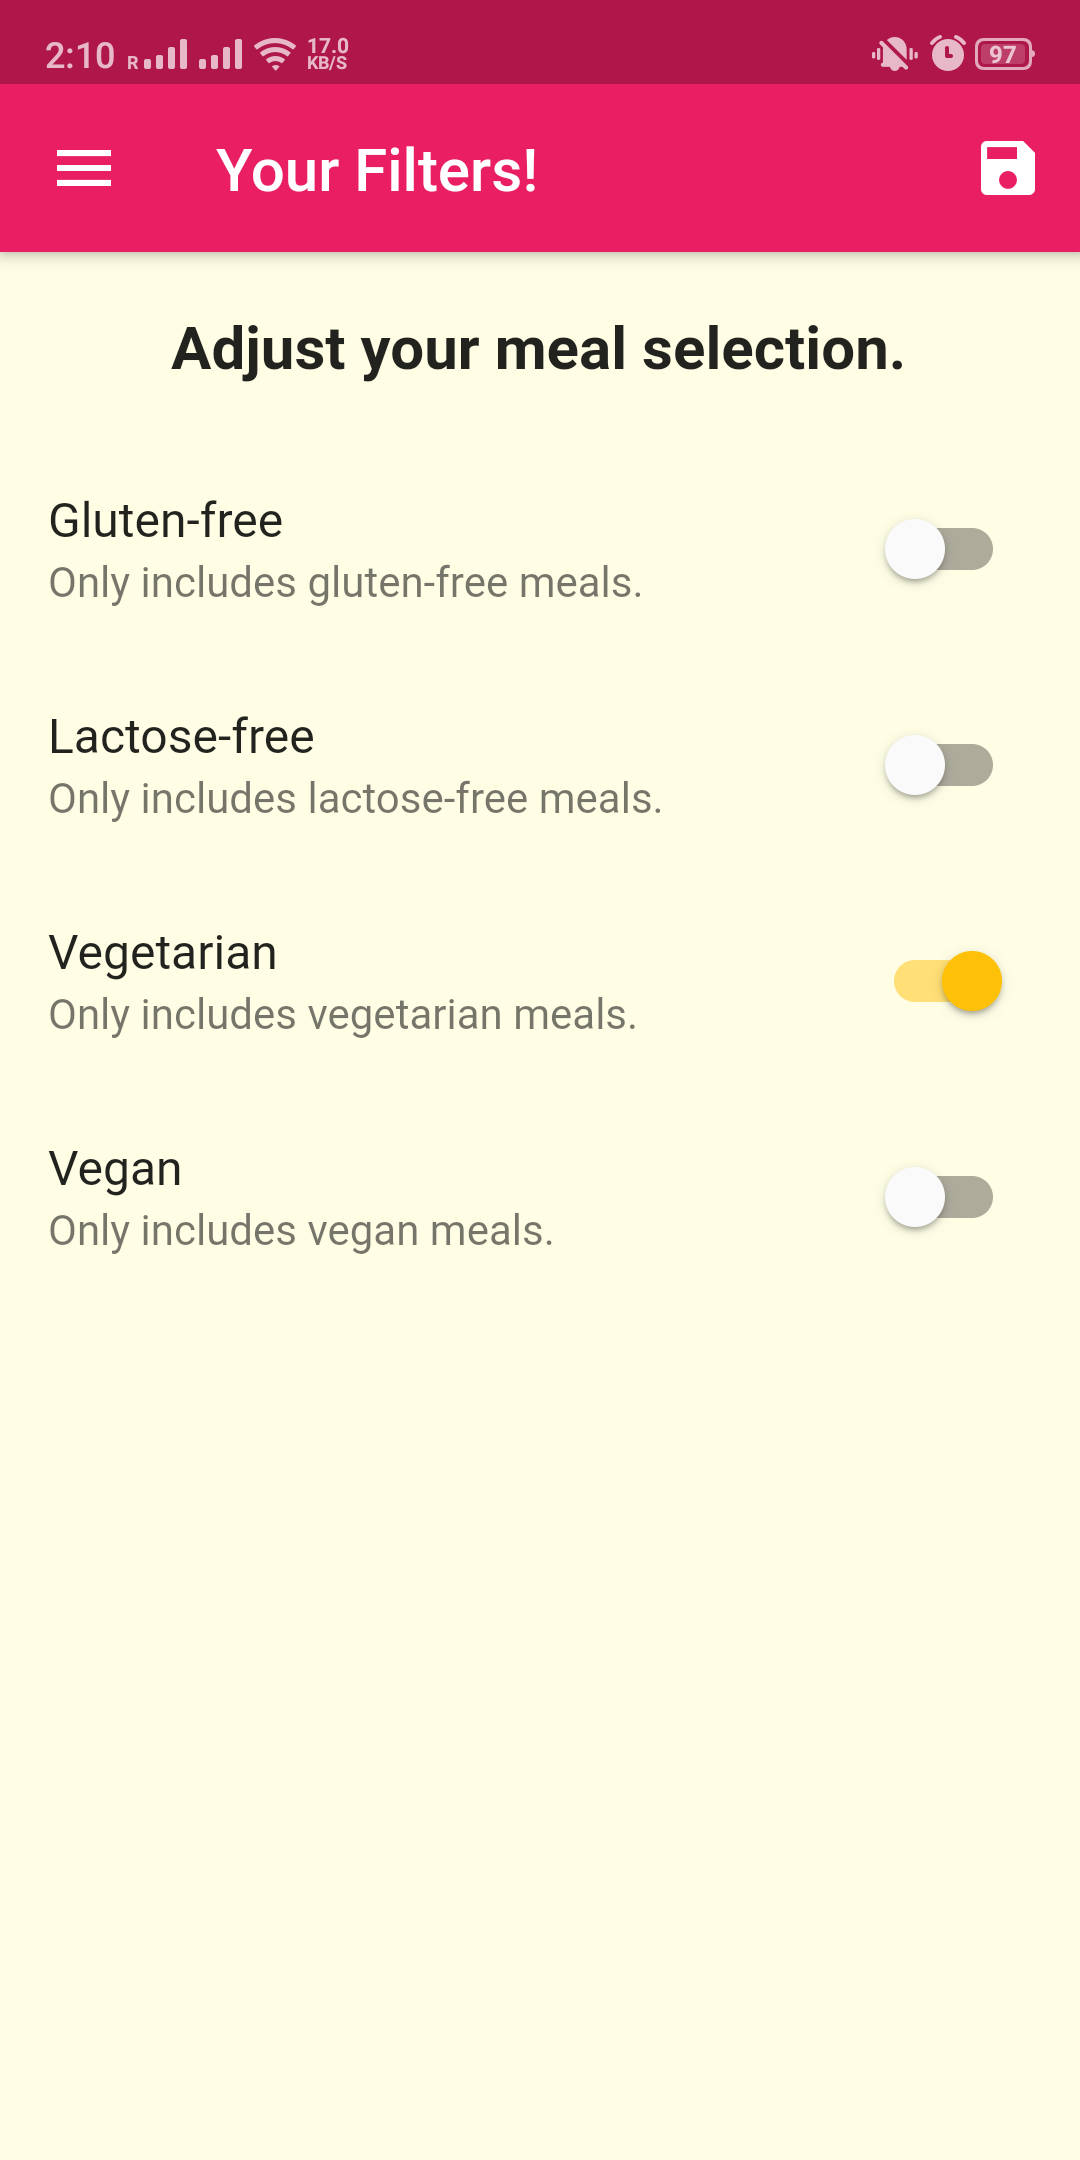 2:10 R 17.0 KB/S 97
Your Filters!
Adjust your meal selection.
Gluten-free
Only includes gluten-free meals.
Lactose-free
Only includes lactose-free meals.
Vegetarian
Only includes vegetarian meals.
Vegan
Only includes vegan meals.